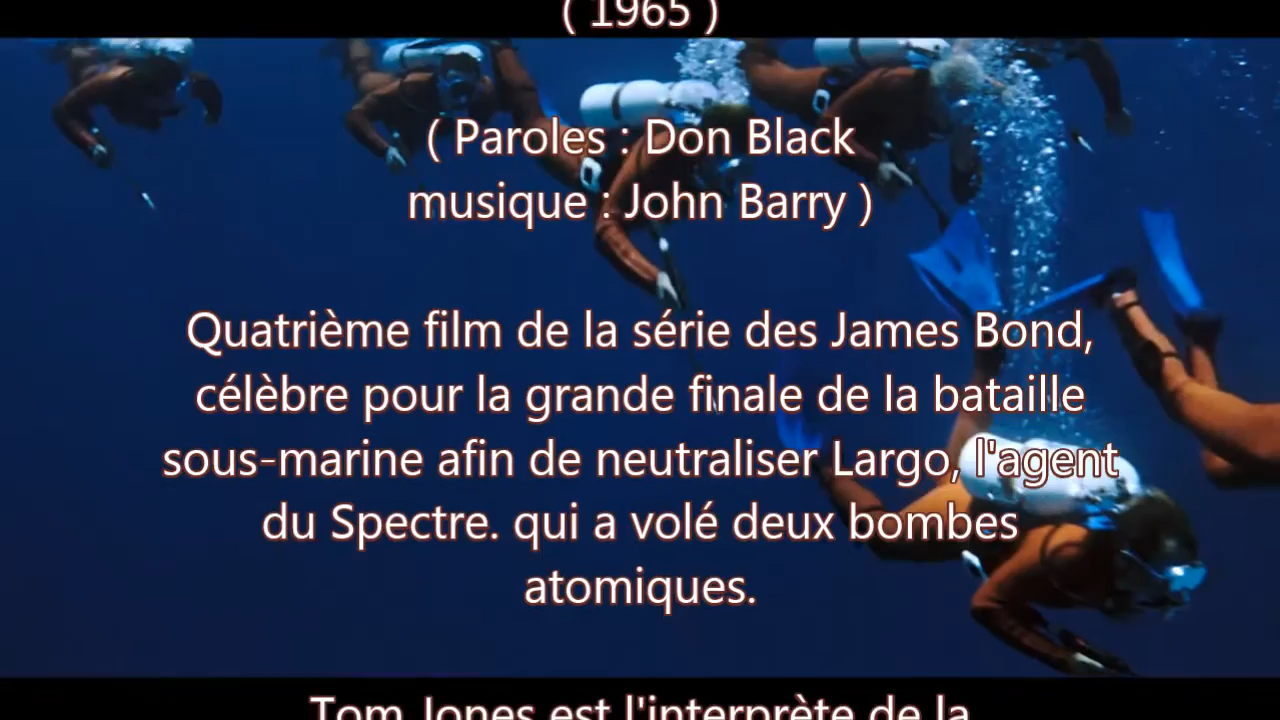 ( 1965 )
( Paroles : Don Black
musique : John Barry )
Quatrième film de la série des James Bond,
célèbre pour la grande finale de la bataille
sous-marine afin de neutraliser Largo, l'agent
du Spectre. qui a volé deux bombes
atomiques.
Tom Jones est l'interprète de la